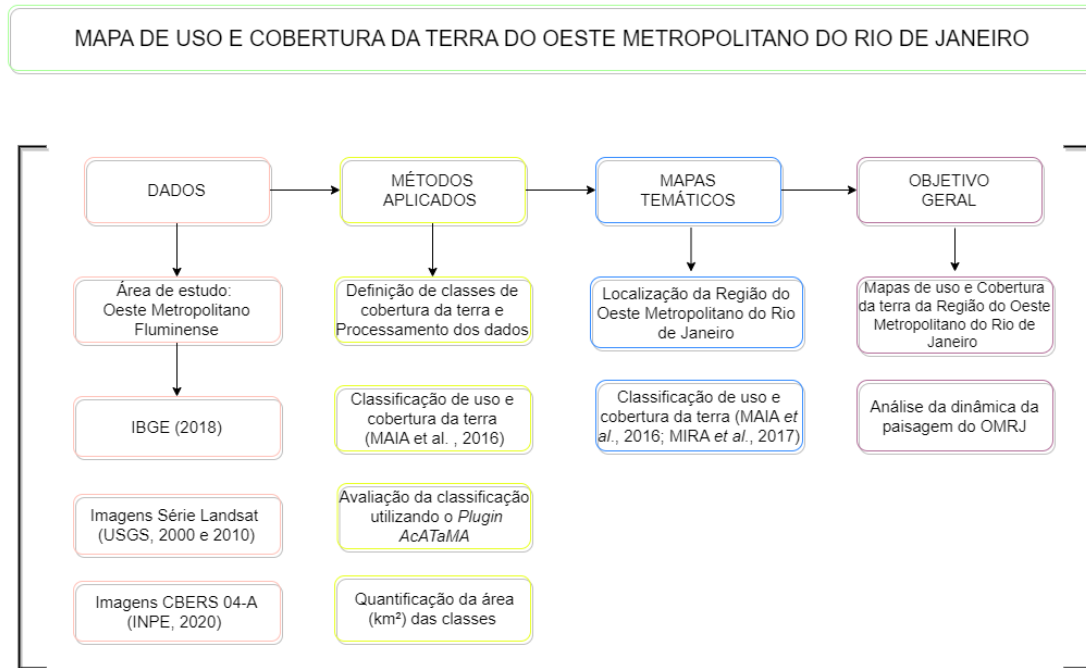 MAPA DE USO E COBERTURA DA TERRA DO OESTE METROPOLITANO DO RIO DE JANEIRO
DADOS
MÉTODOS
APLICADOS
MAPAS
TEMÁTICOS
OBJETIVO
GERAL
Área de estudo:
Oeste Metropolitano
Fluminense
Definição de classes de
cobertura da terra e
Processamento dos dados
Localização da Região do
Oeste Metropolitano do Rio
de Janeiro
Mapas de uso e Cobertura
da terra da Região do Oeste
Metropolitano do Rio de
Janeiro
IBGE (2018)
Classificação de uso e
cobertura da terra
(MAIA et al. , 2016)
Classificação de uso e
cobertura da terra (MAIA et
al., 2016; MIRA et al., 2017)
Análise da dinâmica da
paisagem do OMRJ
Imagens Série Landsat
(USGS, 2000 e 2010)
Avaliação da classificação
utilizando o Plugin
AcATaMA
Imagens CBERS 04-A
(INPE, 2020)
Quantificação da área
(km²) das classes